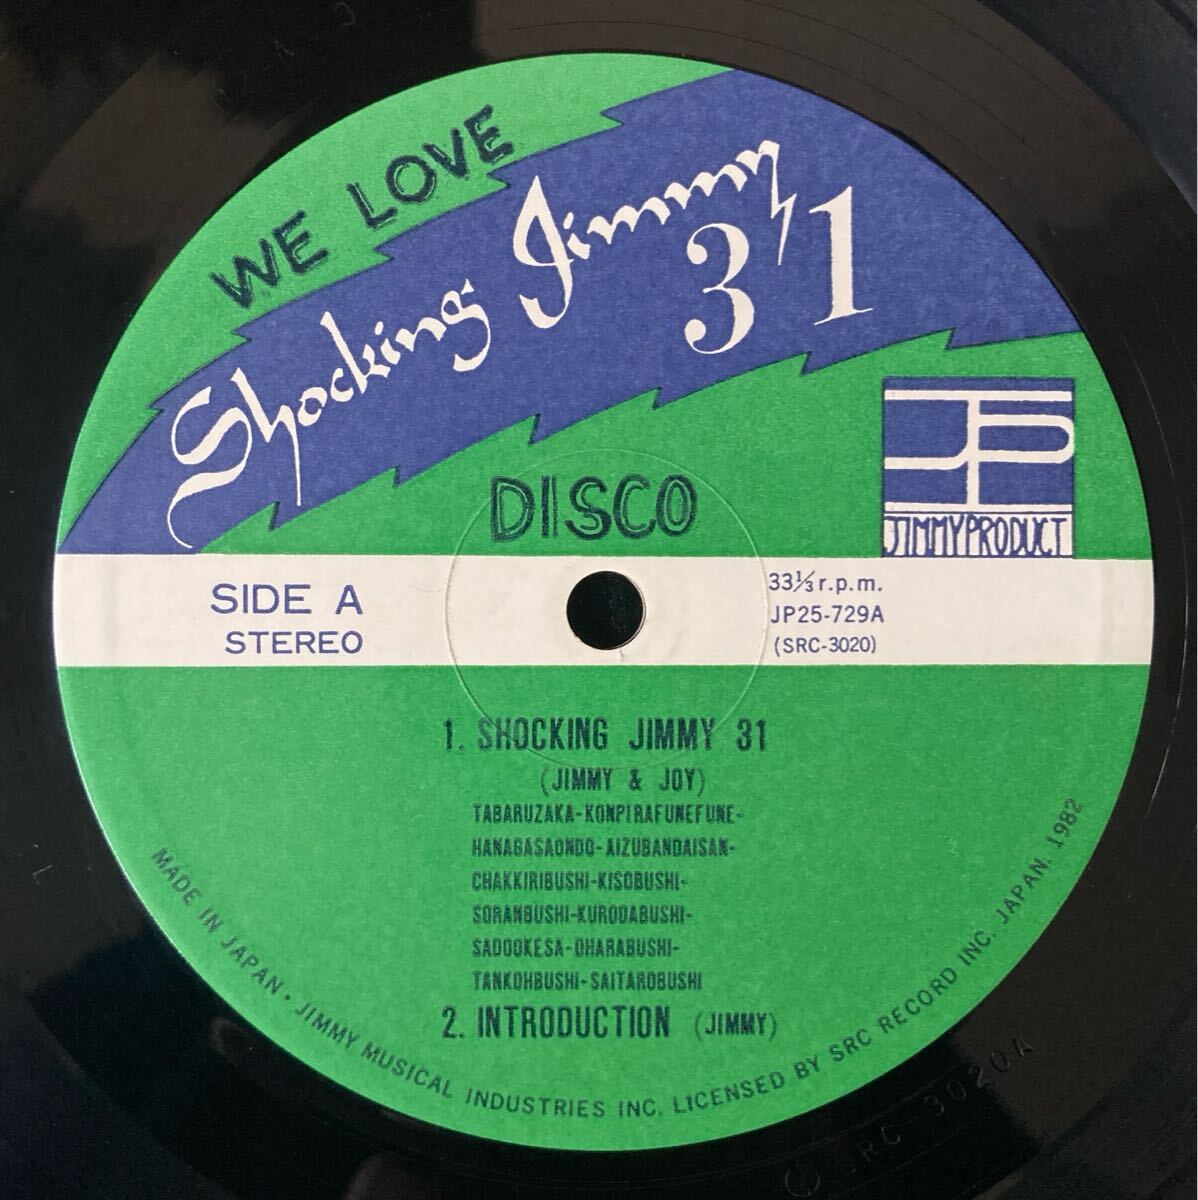 WE LOVE
Shocking Jimmy 31
DISCO
JP
JIMMY PRODUCT
SIDE A
STEREO
33⅓ r.p.m.
JP25-729A
(SRC-3020)
1. SHOCKING JIMMY 31
(JIMMY & JOY)
TABARUZAKA-KONPIRAFUNEFUNE-
HANAGASAONDO-AIZUBANDAISAN-
CHAKKIRIBUSHI-KISOBUSHI-
SORANBUSHI-KURODABUSHI-
SADOOKESA-OHARABUSHI-
TANKOHBUSHI-SAITAROBUSHI
2. INTRODUCTION (JIMMY)
MADE IN JAPAN • JIMMY MUSICAL INDUSTRIES INC. LICENSED BY SRC RECORD INC. JAPAN. 1982
SRC-3020A